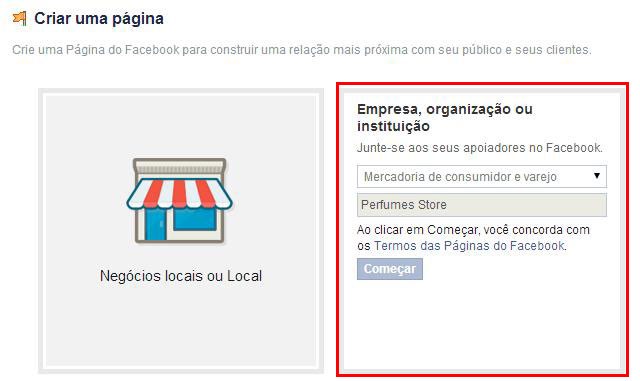 Criar uma página
Crie uma Página do Facebook para construir uma relação mais próxima com seu público e seus clientes.
Negócios locais ou Local
Empresa, organização ou
instituição
Junte-se aos seus apoiadores no Facebook.
Mercadoria de consumidor e varejo
Perfumes Store
Ao clicar em Começar, você concorda com
os Termos das Páginas do Facebook.
Começar